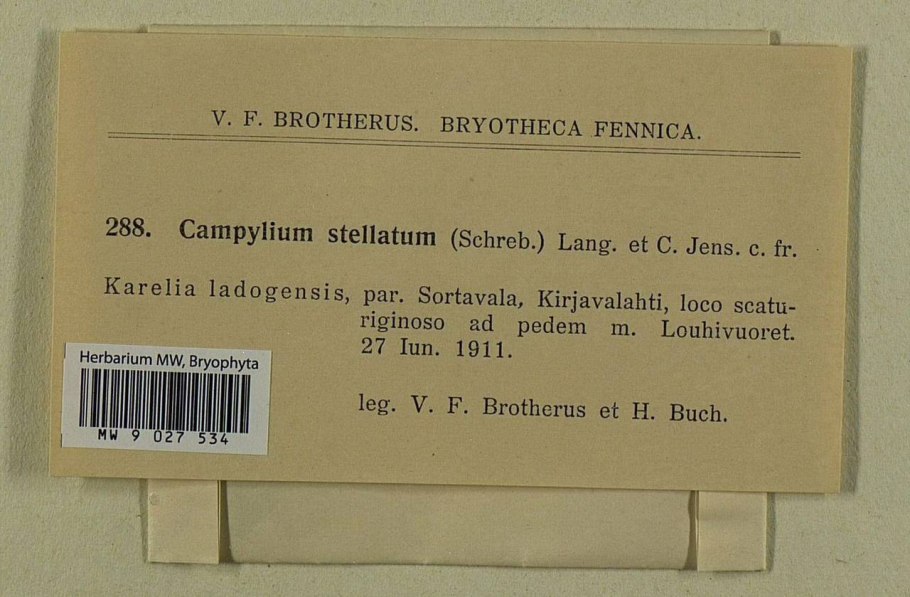 V. F. BROTHERUS. BRYOTHECA FENNICA.
288. Campylium stellatum (Schreb.) Lang. et C. Jens. c. fr.
Karelia ladogensis, par. Sortavala, Kirjavalahti, loco scatu-
riginoso ad pedem m. Louhivuoret.
27 Iun. 1911.
leg. V. F. Brotherus et H. Buch.
Herbarium MW, Bryophyta
MW 9 027 534